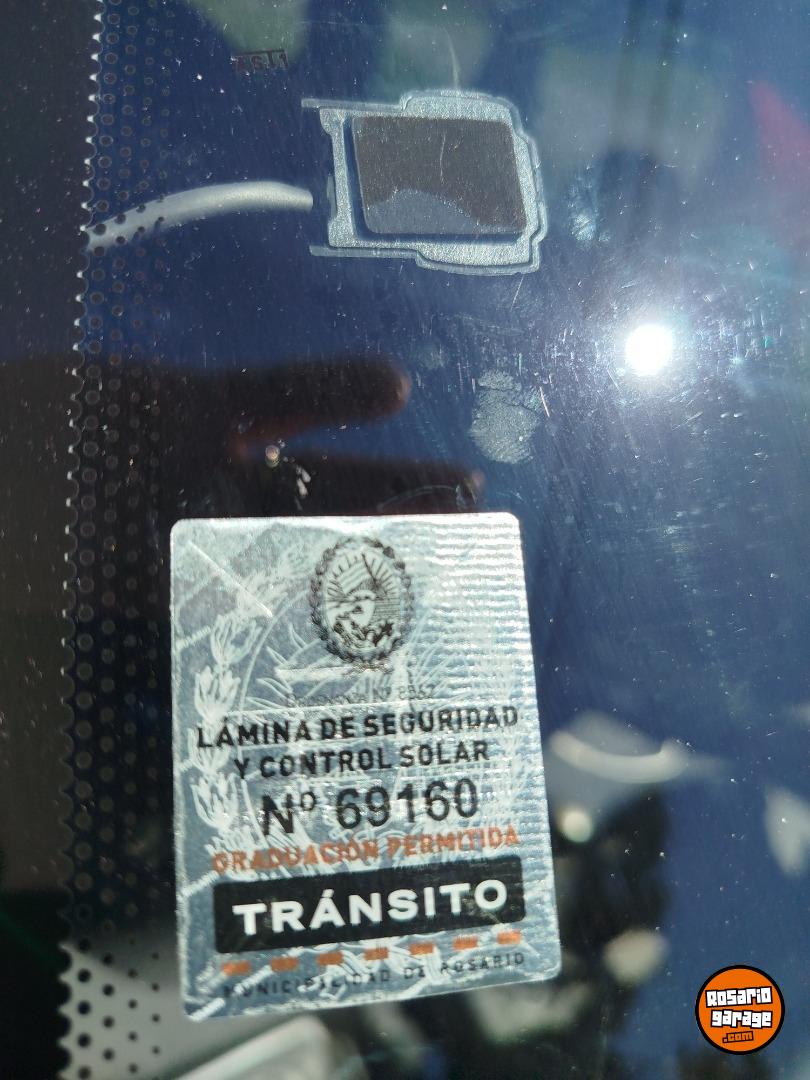 LÁMINA DE SEGURIDAD
Y CONTROL SOLAR
Nº 69160
GRADUACIÓN PERMITIDA
TRÁNSITO
MUNICIPALIDAD DE ROSARIO
Rosario
garage
.com